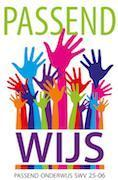 PASSEND
WIJS
PASSEND ONDERWIJS SWV 25-06